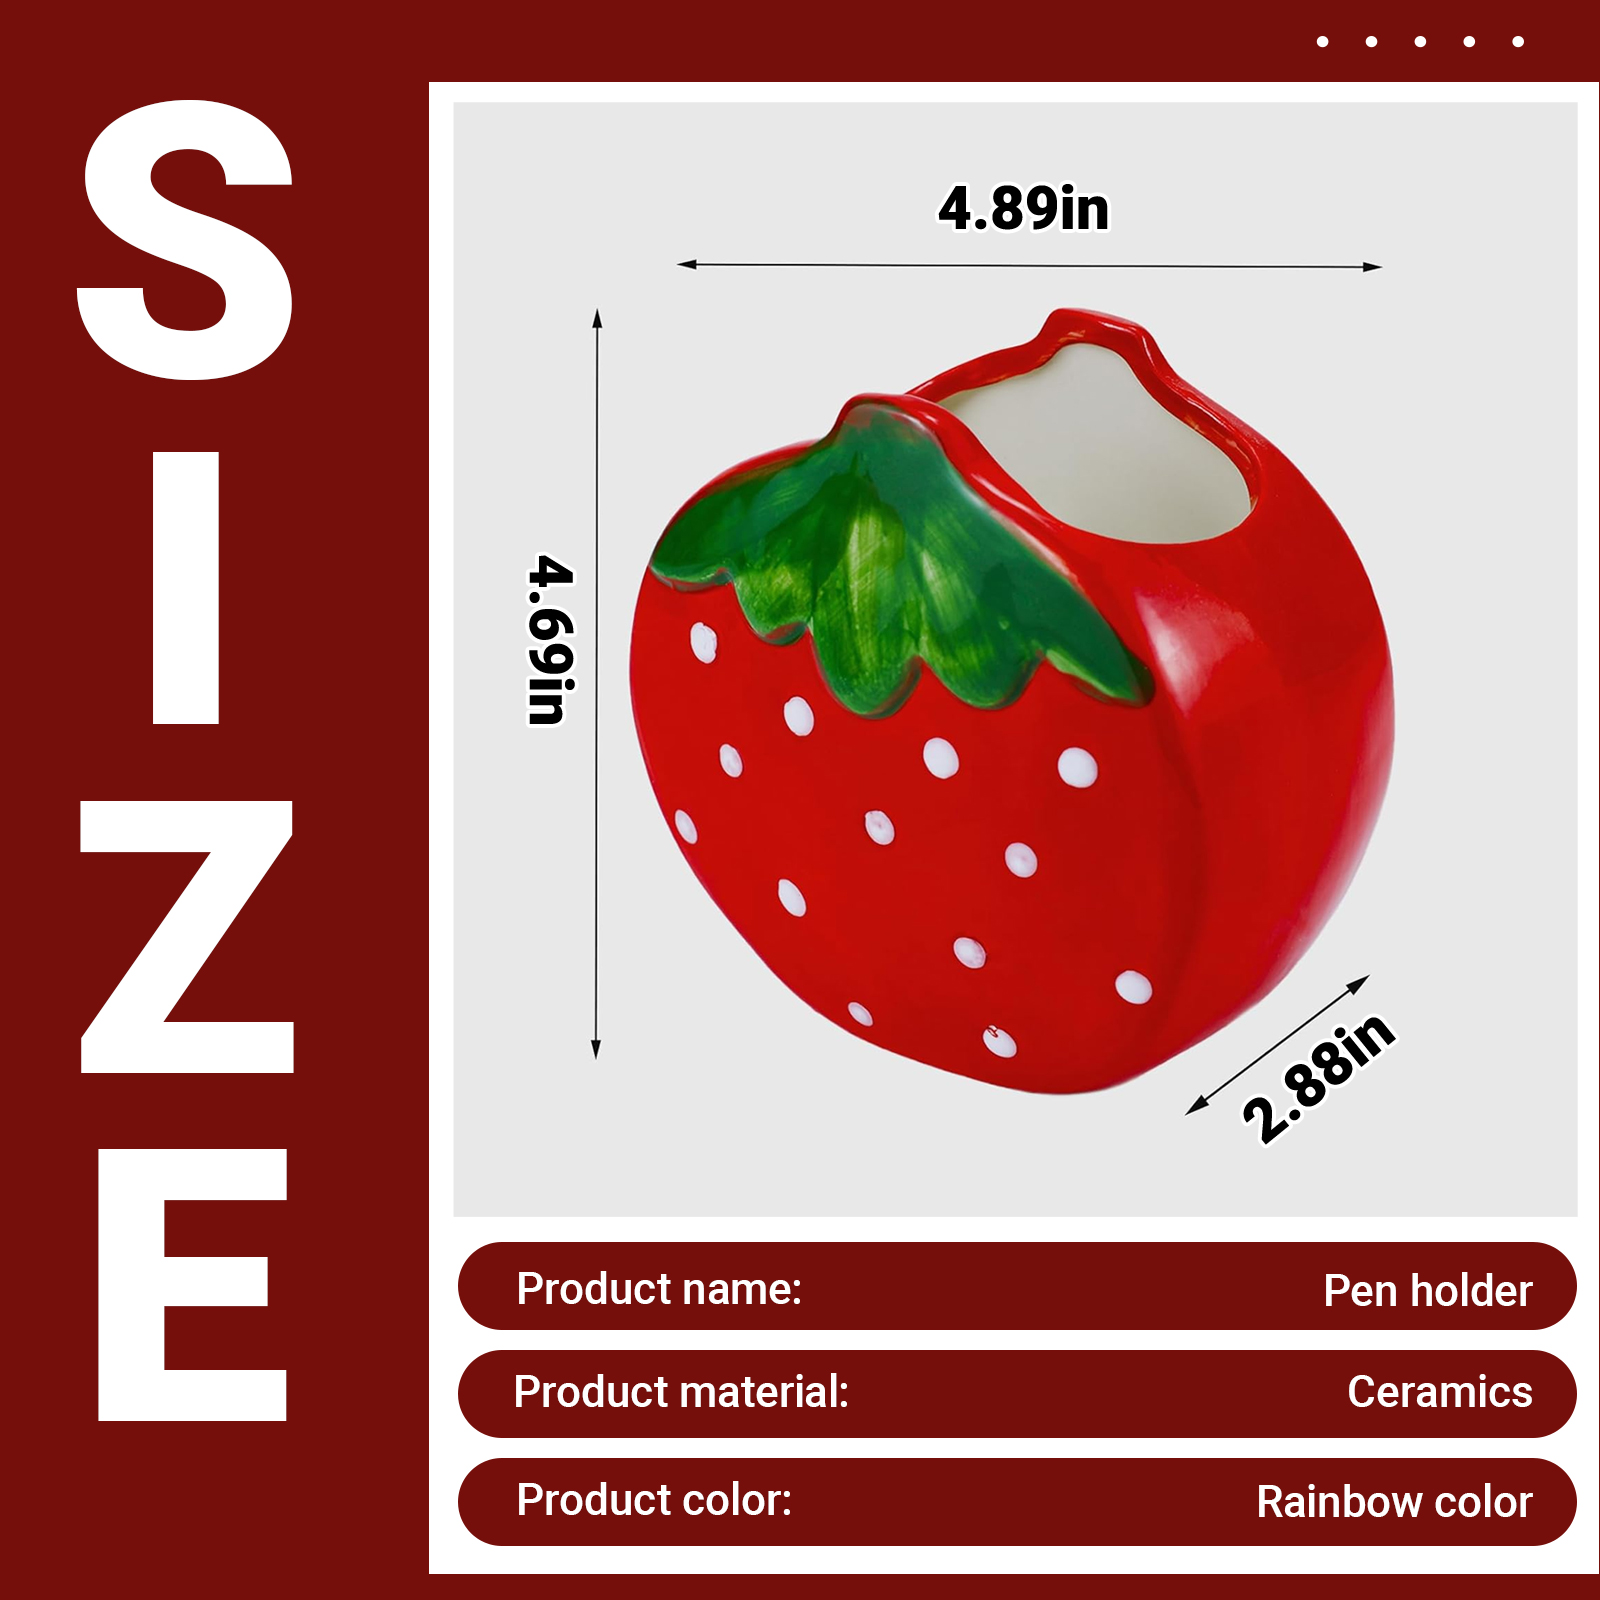 SIZE
4.89in
4.69in
2.88in
Product name: Pen holder
Product material: Ceramics
Product color: Rainbow color